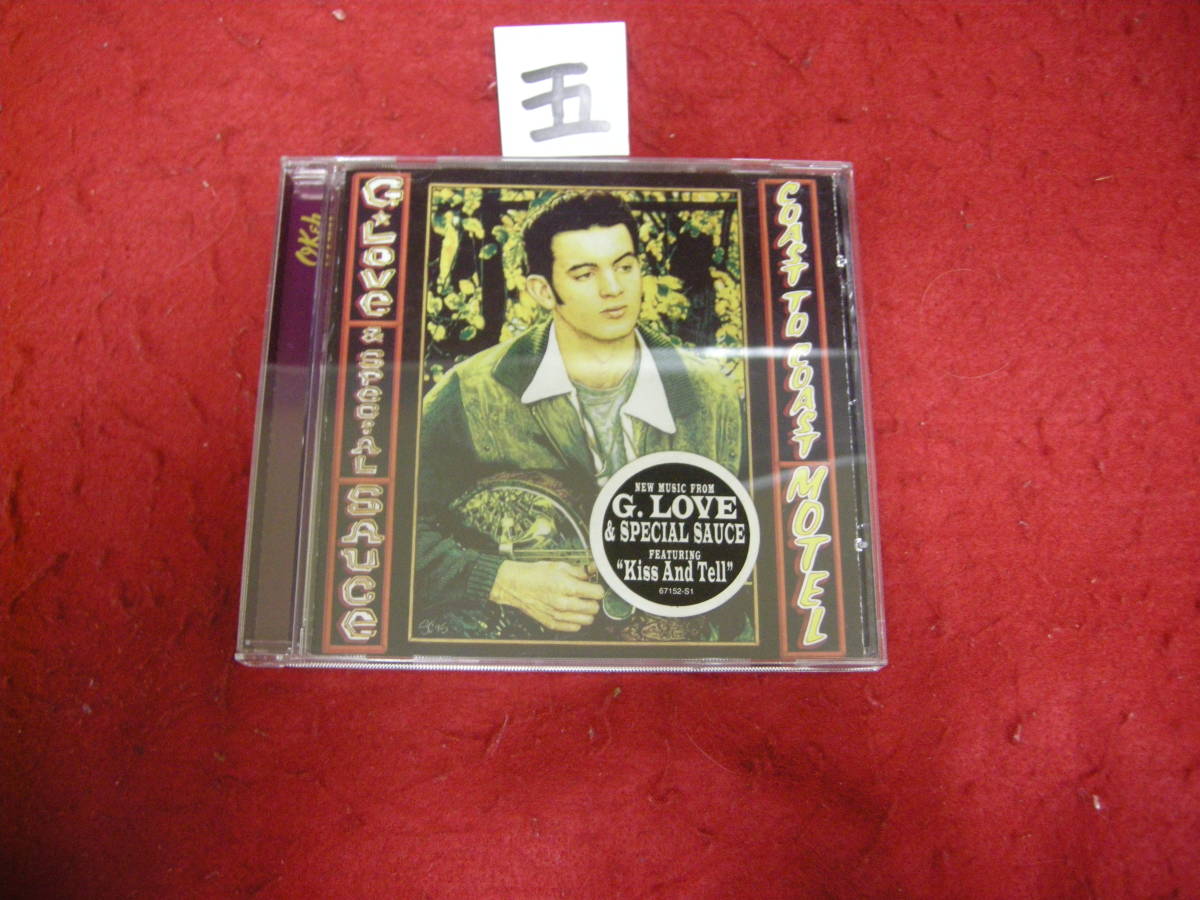 五
OKeh
G. LOVE & SPECIAL SAUCE
COAST TO COAST MOTEL
NEW MUSIC FROM
G. LOVE
& SPECIAL SAUCE
FEATURING
"Kiss And Tell"
67152-S1